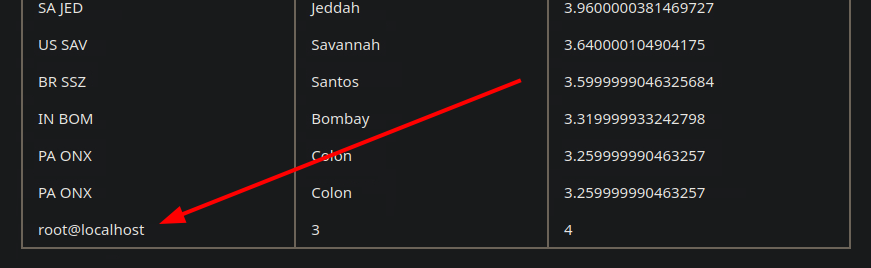 SA JED Jeddah 3.9600000381469727
US SAV Savannah 3.640000104904175
BR SSZ Santos 3.5999999046325684
IN BOM Bombay 3.319999933242798
PA ONX Colon 3.259999990463257
PA ONX Colon 3.259999990463257
root@localhost 3 4